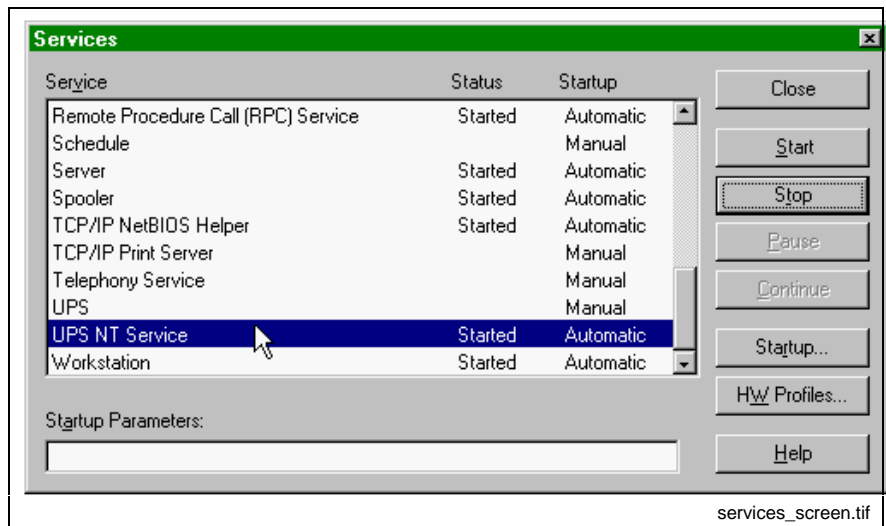 Services
Service Status Startup
Remote Procedure Call (RPC) Service Started Automatic
Schedule Manual
Server Started Automatic
Spooler Started Automatic
TCP/IP NetBIOS Helper Started Automatic
TCP/IP Print Server Manual
Telephony Service Manual
UPS Manual
UPS NT Service Started Automatic
Workstation Started Automatic
Startup Parameters:
Close
Start
Stop
Pause
Continue
Startup...
HW Profiles...
Help
services_screen.tif